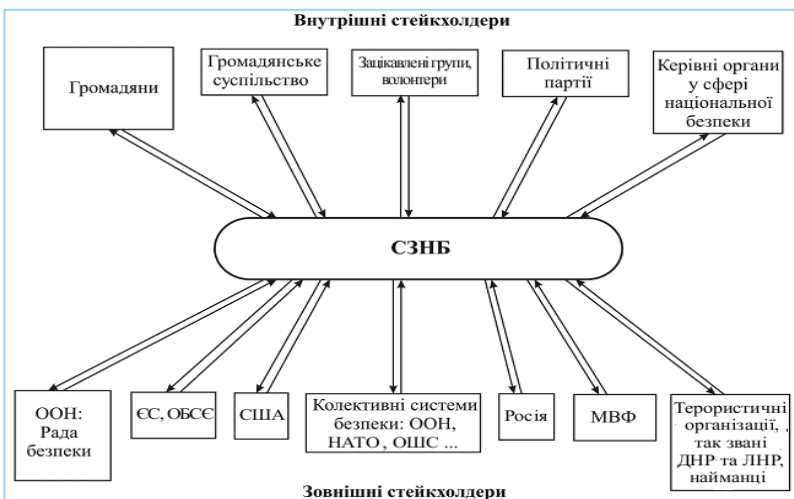 Внутрішні стейкхолдери
Громадяни
Громадянське
суспільство
Зацікавлені групи,
волонтери
Політичні
партії
Керівні органи
у сфері
національної
безпеки
СЗНБ
ООН:
Рада
безпеки
ЄС, ОБСЄ
США
Колективні системи
безпеки: ООН,
НАТО, ОШС ...
Росія
МВФ
Терористичні
організації,
так звані
ДНР та ЛНР,
найманці
Зовнішні стейкхолдери